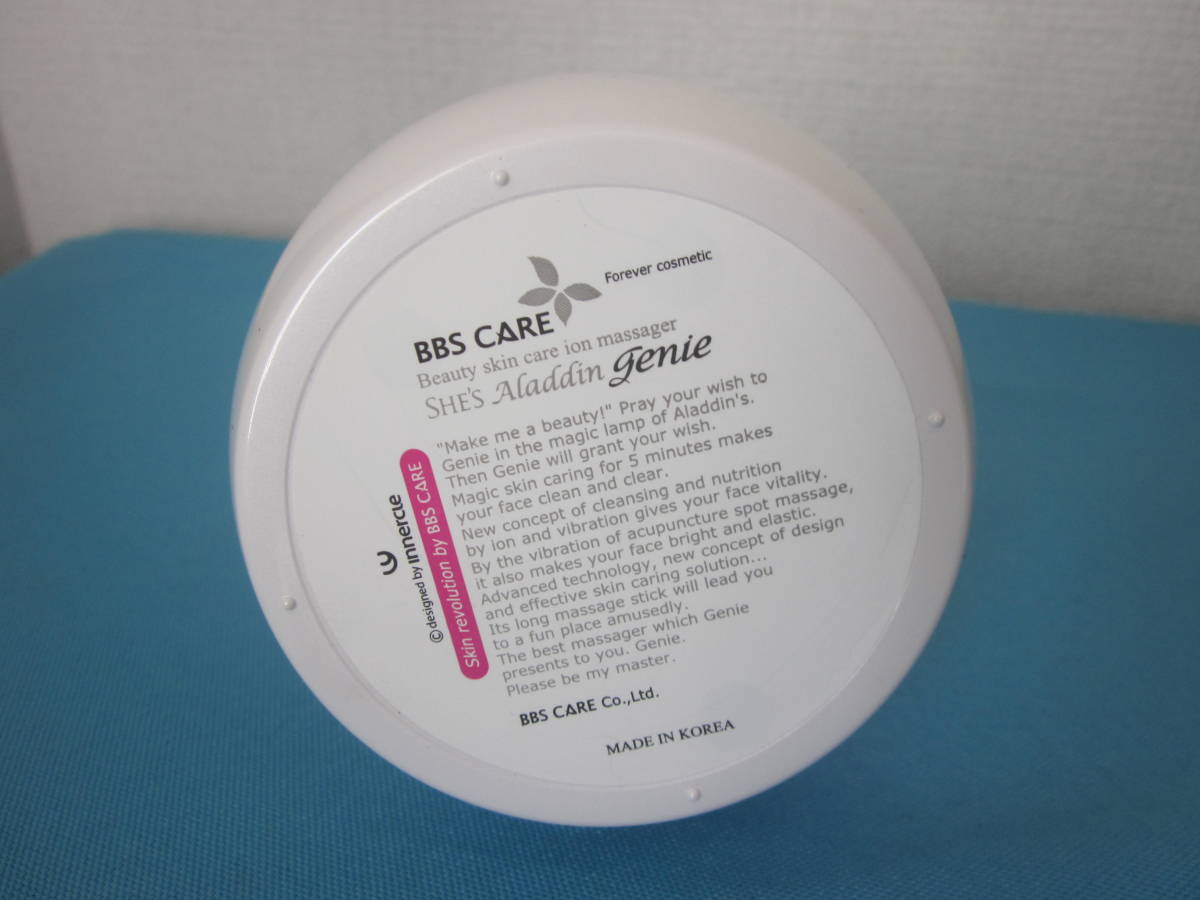 Forever cosmetic
BBS CARE
Beauty skin care ion massager
SHE'S Aladdin genie
"Make me a beauty!" Pray your wish to
Genie in the magic lamp of Aladdin's.
Then Genie will grant your wish.
Magic skin caring for 5 minutes makes
your face clean and clear.
New concept of cleansing and nutrition
by ion and vibration gives your face vitality.
By the vibration of acupuncture spot massage,
it also makes your face bright and elastic.
Advanced technology, new concept of design
and effective skin caring solution...
Its long massage stick will lead you
to a fun place amusedly.
The best massager which Genie
presents to you. Genie.
Please be my master.
BBS CARE Co.,Ltd.
MADE IN KOREA
Skin revolution by BBS CARE
©designed by innercle